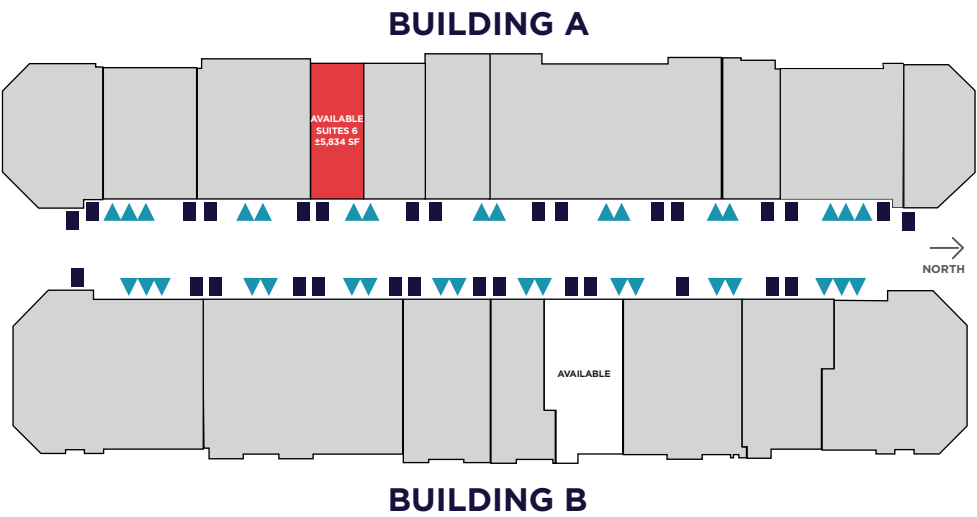 BUILDING A
AVAILABLE
SUITES 6
±5,834 SF
NORTH
AVAILABLE
BUILDING B